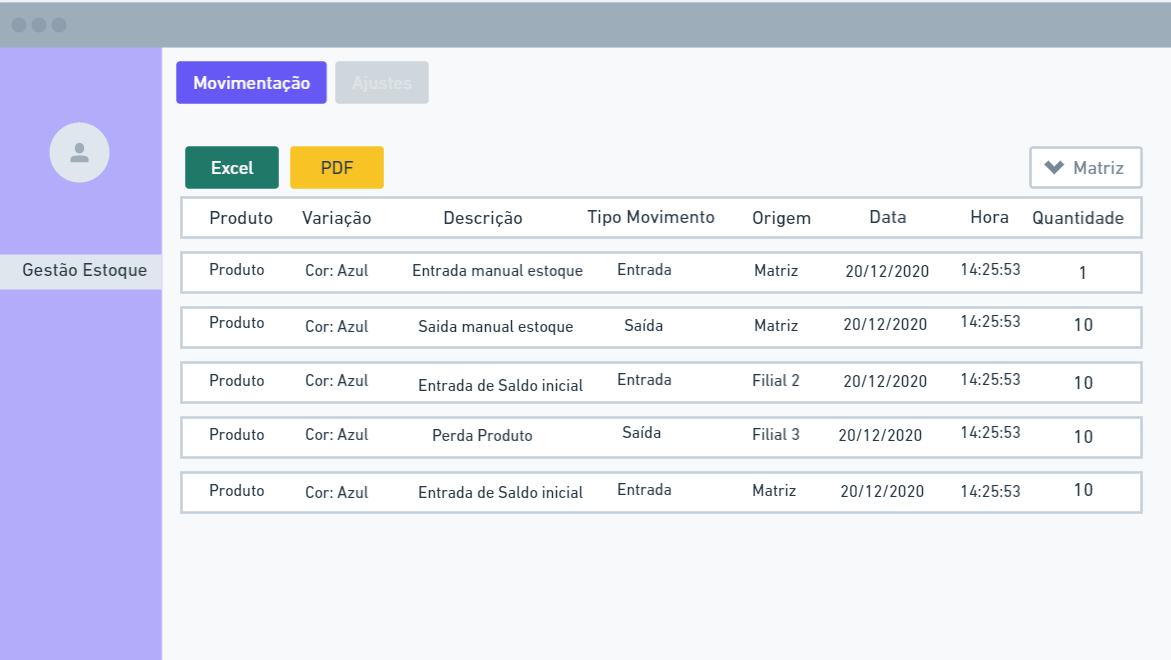 Movimentação Ajustes
Excel PDF Matriz
Produto Variação Descrição Tipo Movimento Origem Data Hora Quantidade
Gestão Estoque
Produto Cor: Azul Entrada manual estoque Entrada Matriz 20/12/2020 14:25:53 1
Produto Cor: Azul Saida manual estoque Saída Matriz 20/12/2020 14:25:53 10
Produto Cor: Azul Entrada de Saldo inicial Entrada Filial 2 20/12/2020 14:25:53 10
Produto Cor: Azul Perda Produto Saída Filial 3 20/12/2020 14:25:53 10
Produto Cor: Azul Entrada de Saldo inicial Entrada Matriz 20/12/2020 14:25:53 10